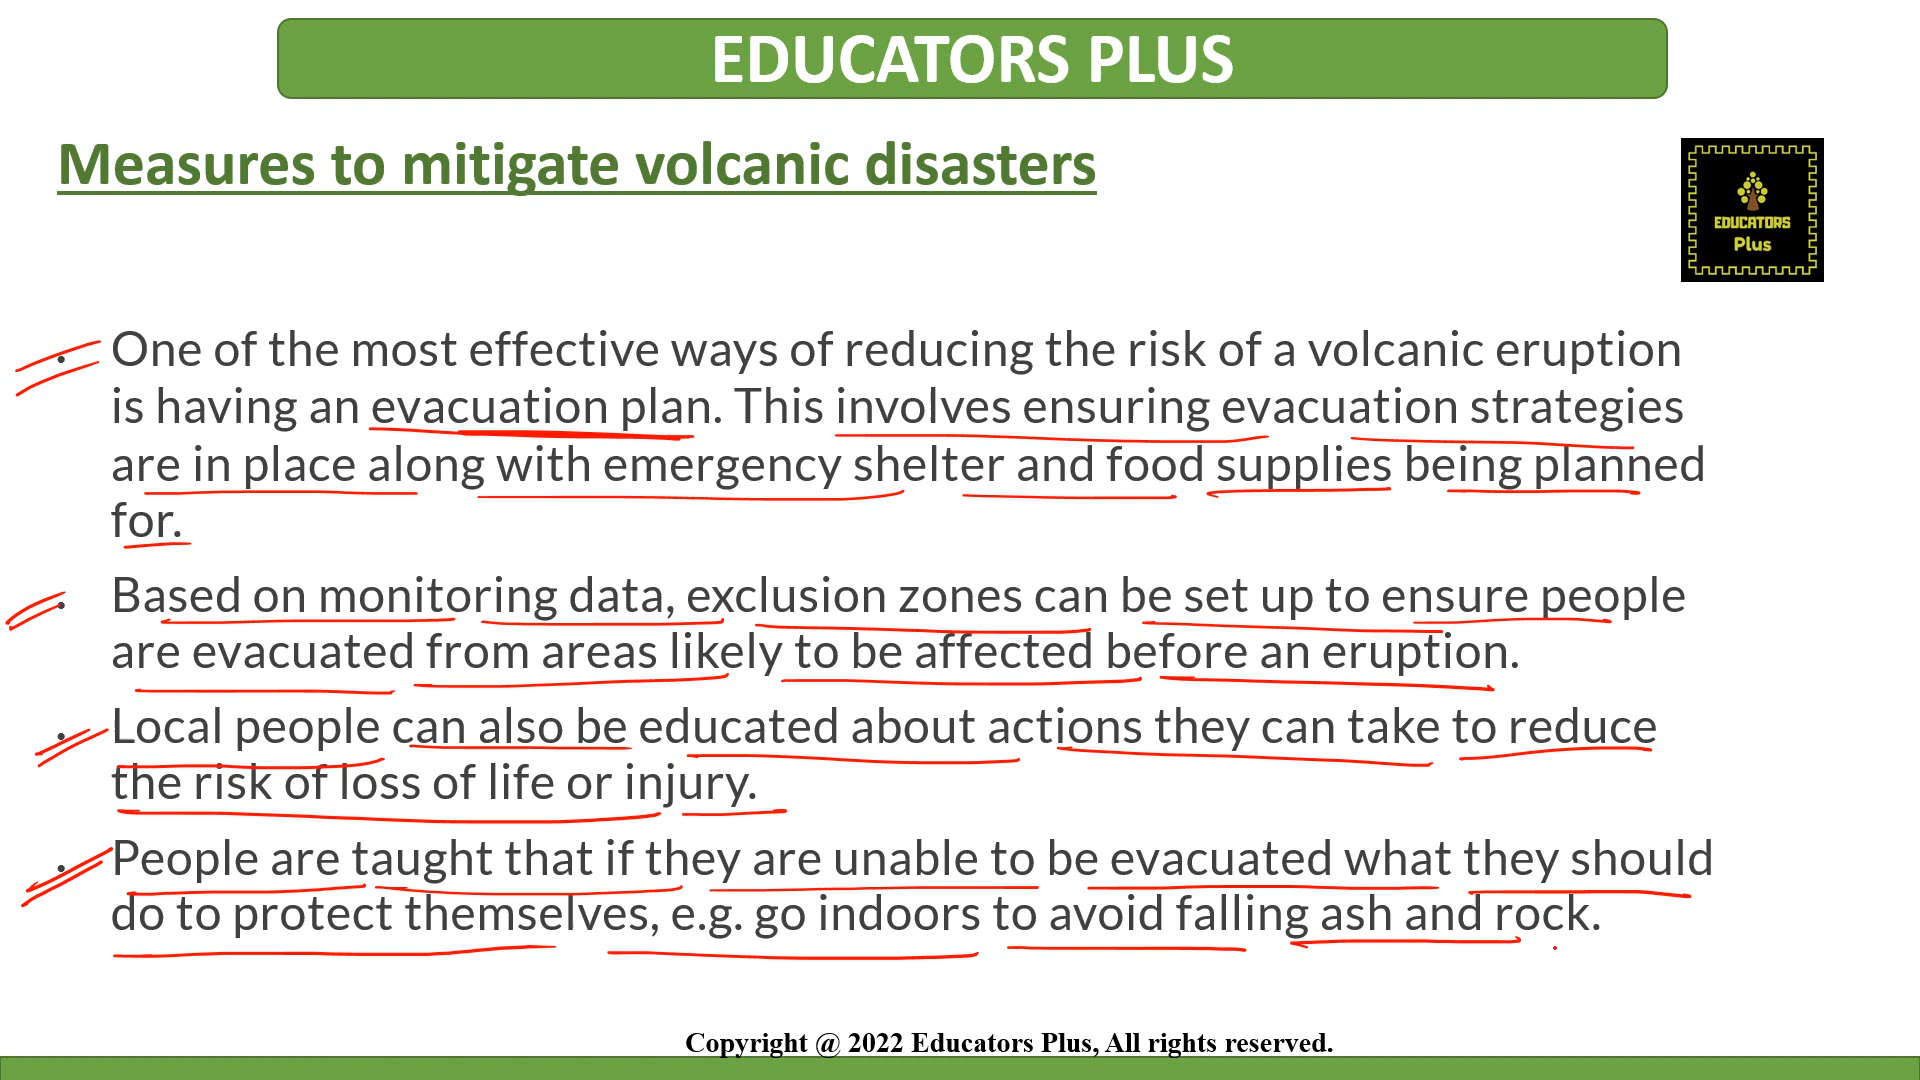 EDUCATORS PLUS
Measures to mitigate volcanic disasters
EDUCATORS
Plus
• One of the most effective ways of reducing the risk of a volcanic eruption
is having an evacuation plan. This involves ensuring evacuation strategies
are in place along with emergency shelter and food supplies being planned
for.
• Based on monitoring data, exclusion zones can be set up to ensure people
are evacuated from areas likely to be affected before an eruption.
• Local people can also be educated about actions they can take to reduce
the risk of loss of life or injury.
• People are taught that if they are unable to be evacuated what they should
do to protect themselves, e.g. go indoors to avoid falling ash and rock.
Copyright @ 2022 Educators Plus, All rights reserved.